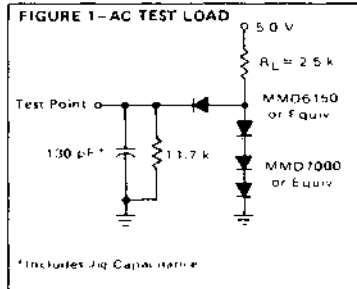 FIGURE 1-AC TEST LOAD
5.0 V
RL = 2.5 k
Test Point
MMD6150
or Equiv
130 pF*
11.7 k
MMD7000
or Equiv
*Includes Jig Capacitance